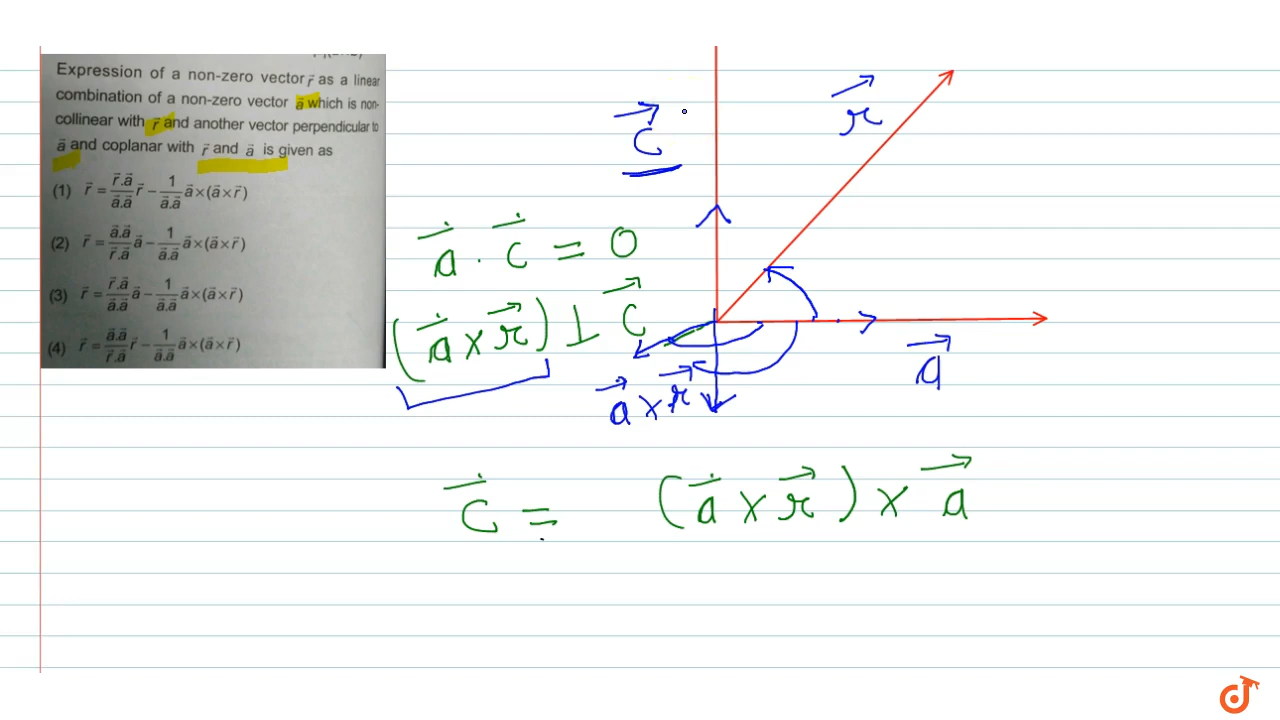 Expression of a non-zero vector r⃗ as a linear
combination of a non-zero vector a⃗ which is non-
collinear with r⃗ and another vector perpendicular to
a⃗ and coplanar with r⃗ and a⃗ is given as
(1) r⃗ = (r⃗.a⃗)/(a⃗.a⃗) r⃗ − 1/(a⃗.a⃗) a⃗×(a⃗×r⃗)
(2) r⃗ = (a⃗.a⃗)/(r⃗.a⃗) a⃗ − 1/(a⃗.a⃗) a⃗×(a⃗×r⃗)
(3) r⃗ = (r⃗.a⃗)/(a⃗.a⃗) a⃗ − 1/(a⃗.a⃗) a⃗×(a⃗×r⃗)
(4) r⃗ = (a⃗.a⃗)/(r⃗.a⃗) r⃗ − 1/(a⃗.a⃗) a⃗×(a⃗×r⃗)
c⃗
r⃗
a⃗ . c⃗ = 0
(a⃗ × r⃗) ⊥ c⃗
a⃗ × r⃗
a⃗
c⃗ = (a⃗ × r⃗) × a⃗